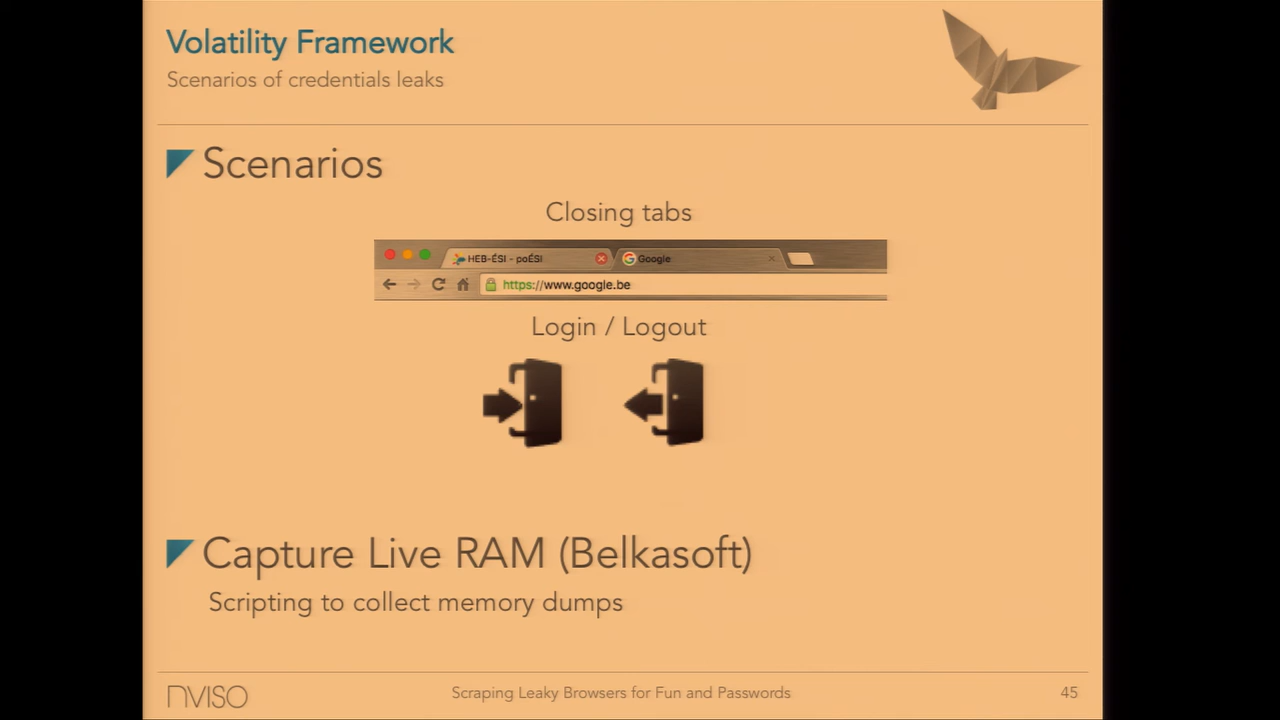 Volatility Framework
Scenarios of credentials leaks
Scenarios
Closing tabs
HEB-ÉSI - poÉSI
Google
https://www.google.be
Login / Logout
Capture Live RAM (Belkasoft)
Scripting to collect memory dumps
NVISO
Scraping Leaky Browsers for Fun and Passwords
45